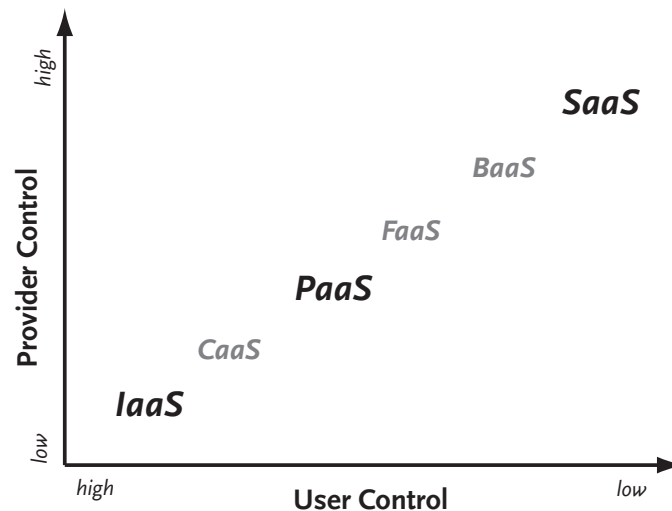 high
SaaS
BaaS
Provider Control
FaaS
PaaS
CaaS
IaaS
low
high
low
User Control